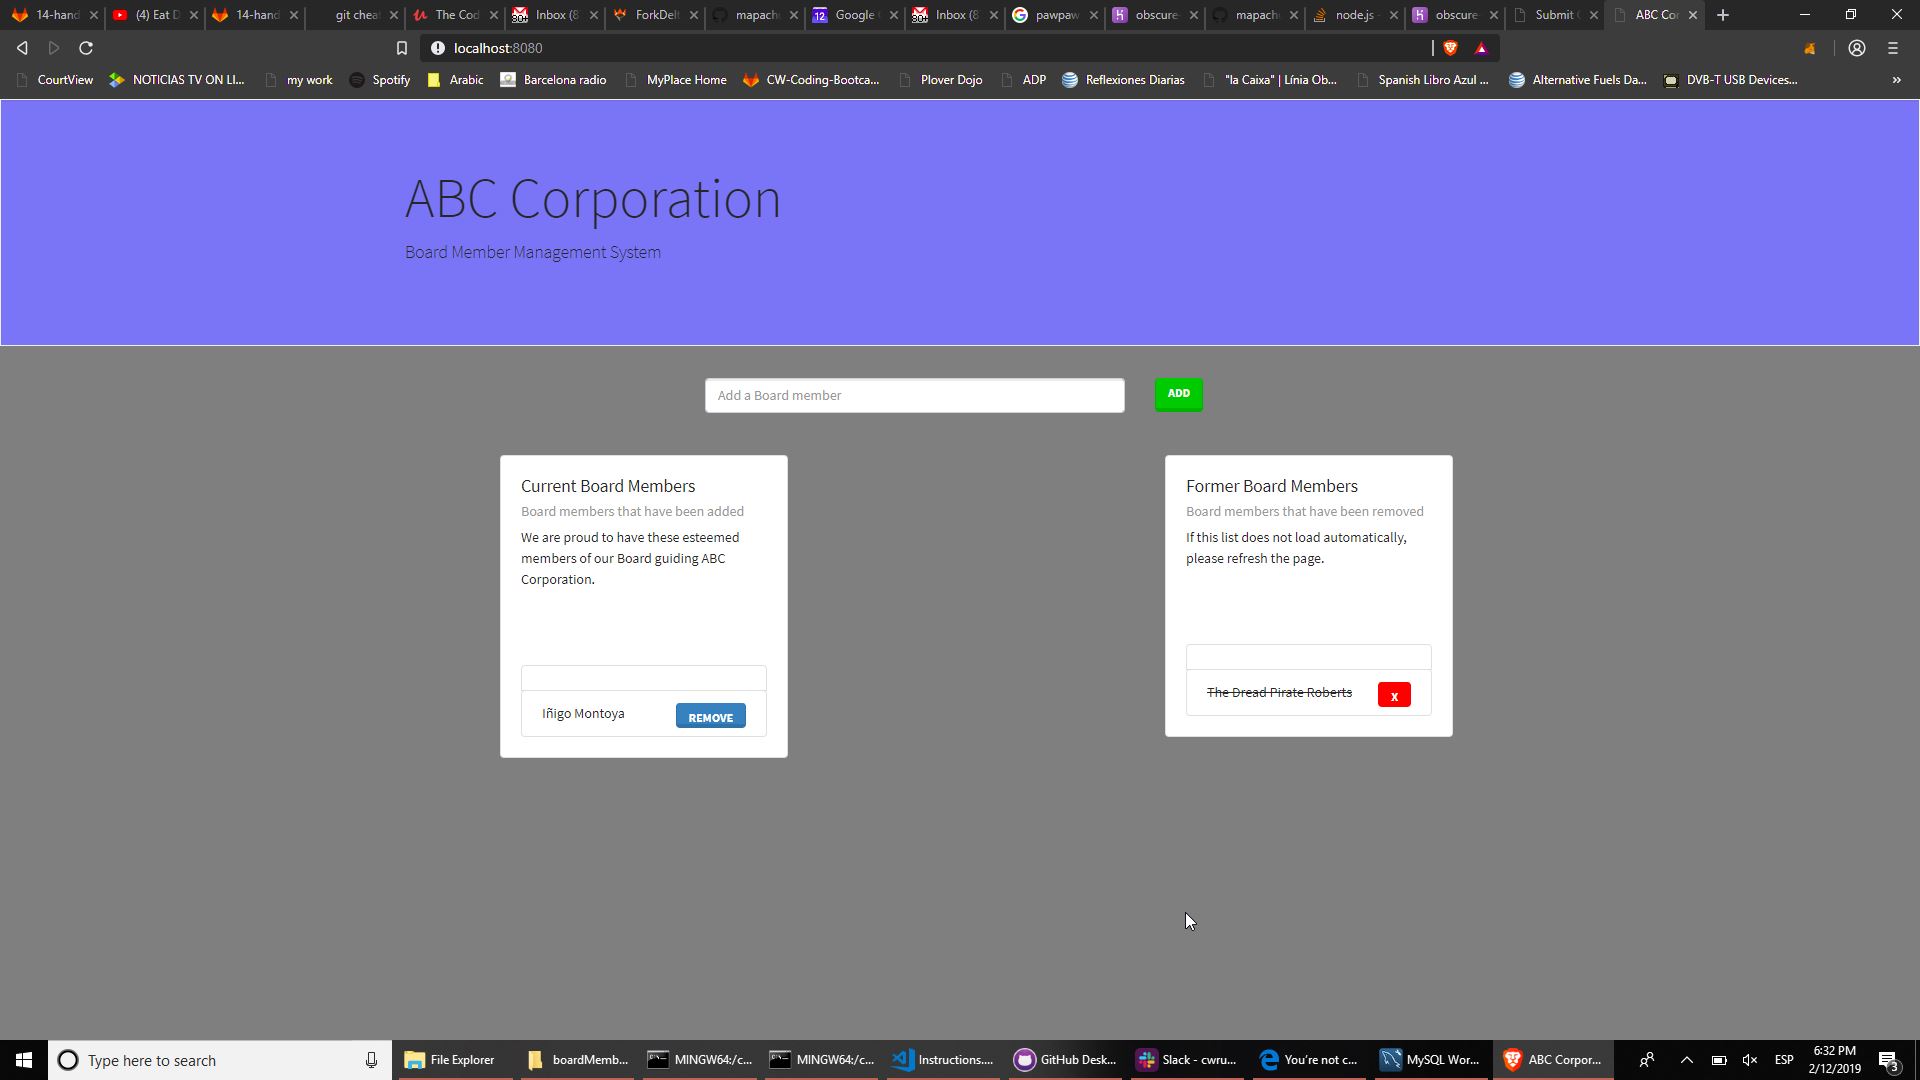 14-hand
(4) Eat D
14-hand
git cheat
The Cod
Inbox (8
ForkDelt
mapachu
Google C
Inbox (8
pawpaw
obscure-
mapachu
node.js -
obscure-
Submit C
ABC Cor
localhost:8080
CourtView
NOTICIAS TV ON LI...
my work
Spotify
Arabic
Barcelona radio
MyPlace Home
CW-Coding-Bootca...
Plover Dojo
ADP
Reflexiones Diarias
"la Caixa" | Línia Ob...
Spanish Libro Azul ...
Alternative Fuels Da...
DVB-T USB Devices...
»
ABC Corporation
Board Member Management System
Add a Board member
ADD
Current Board Members
Board members that have been added
We are proud to have these esteemed
members of our Board guiding ABC
Corporation.
Iñigo Montoya
REMOVE
Former Board Members
Board members that have been removed
If this list does not load automatically,
please refresh the page.
The Dread Pirate Roberts
x
Type here to search
File Explorer
boardMemb...
MINGW64:/c...
MINGW64:/c...
Instructions....
GitHub Desk...
Slack - cwru...
You're not c...
MySQL Wor...
ABC Corpor...
ESP
6:32 PM
2/12/2019
3